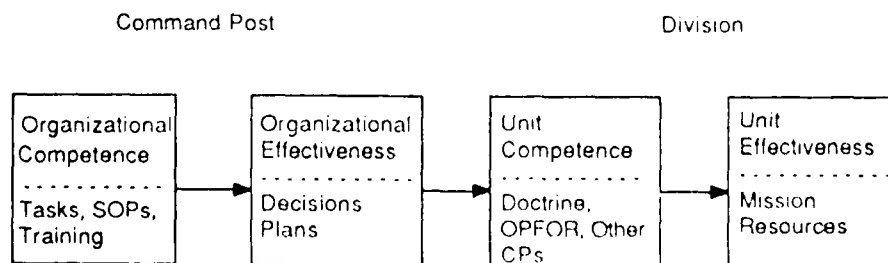 Command Post
Division
Organizational
Competence
Tasks, SOPs,
Training
Organizational
Effectiveness
Decisions
Plans
Unit
Competence
Doctrine,
OPFOR, Other
CPs
Unit
Effectiveness
Mission
Resources